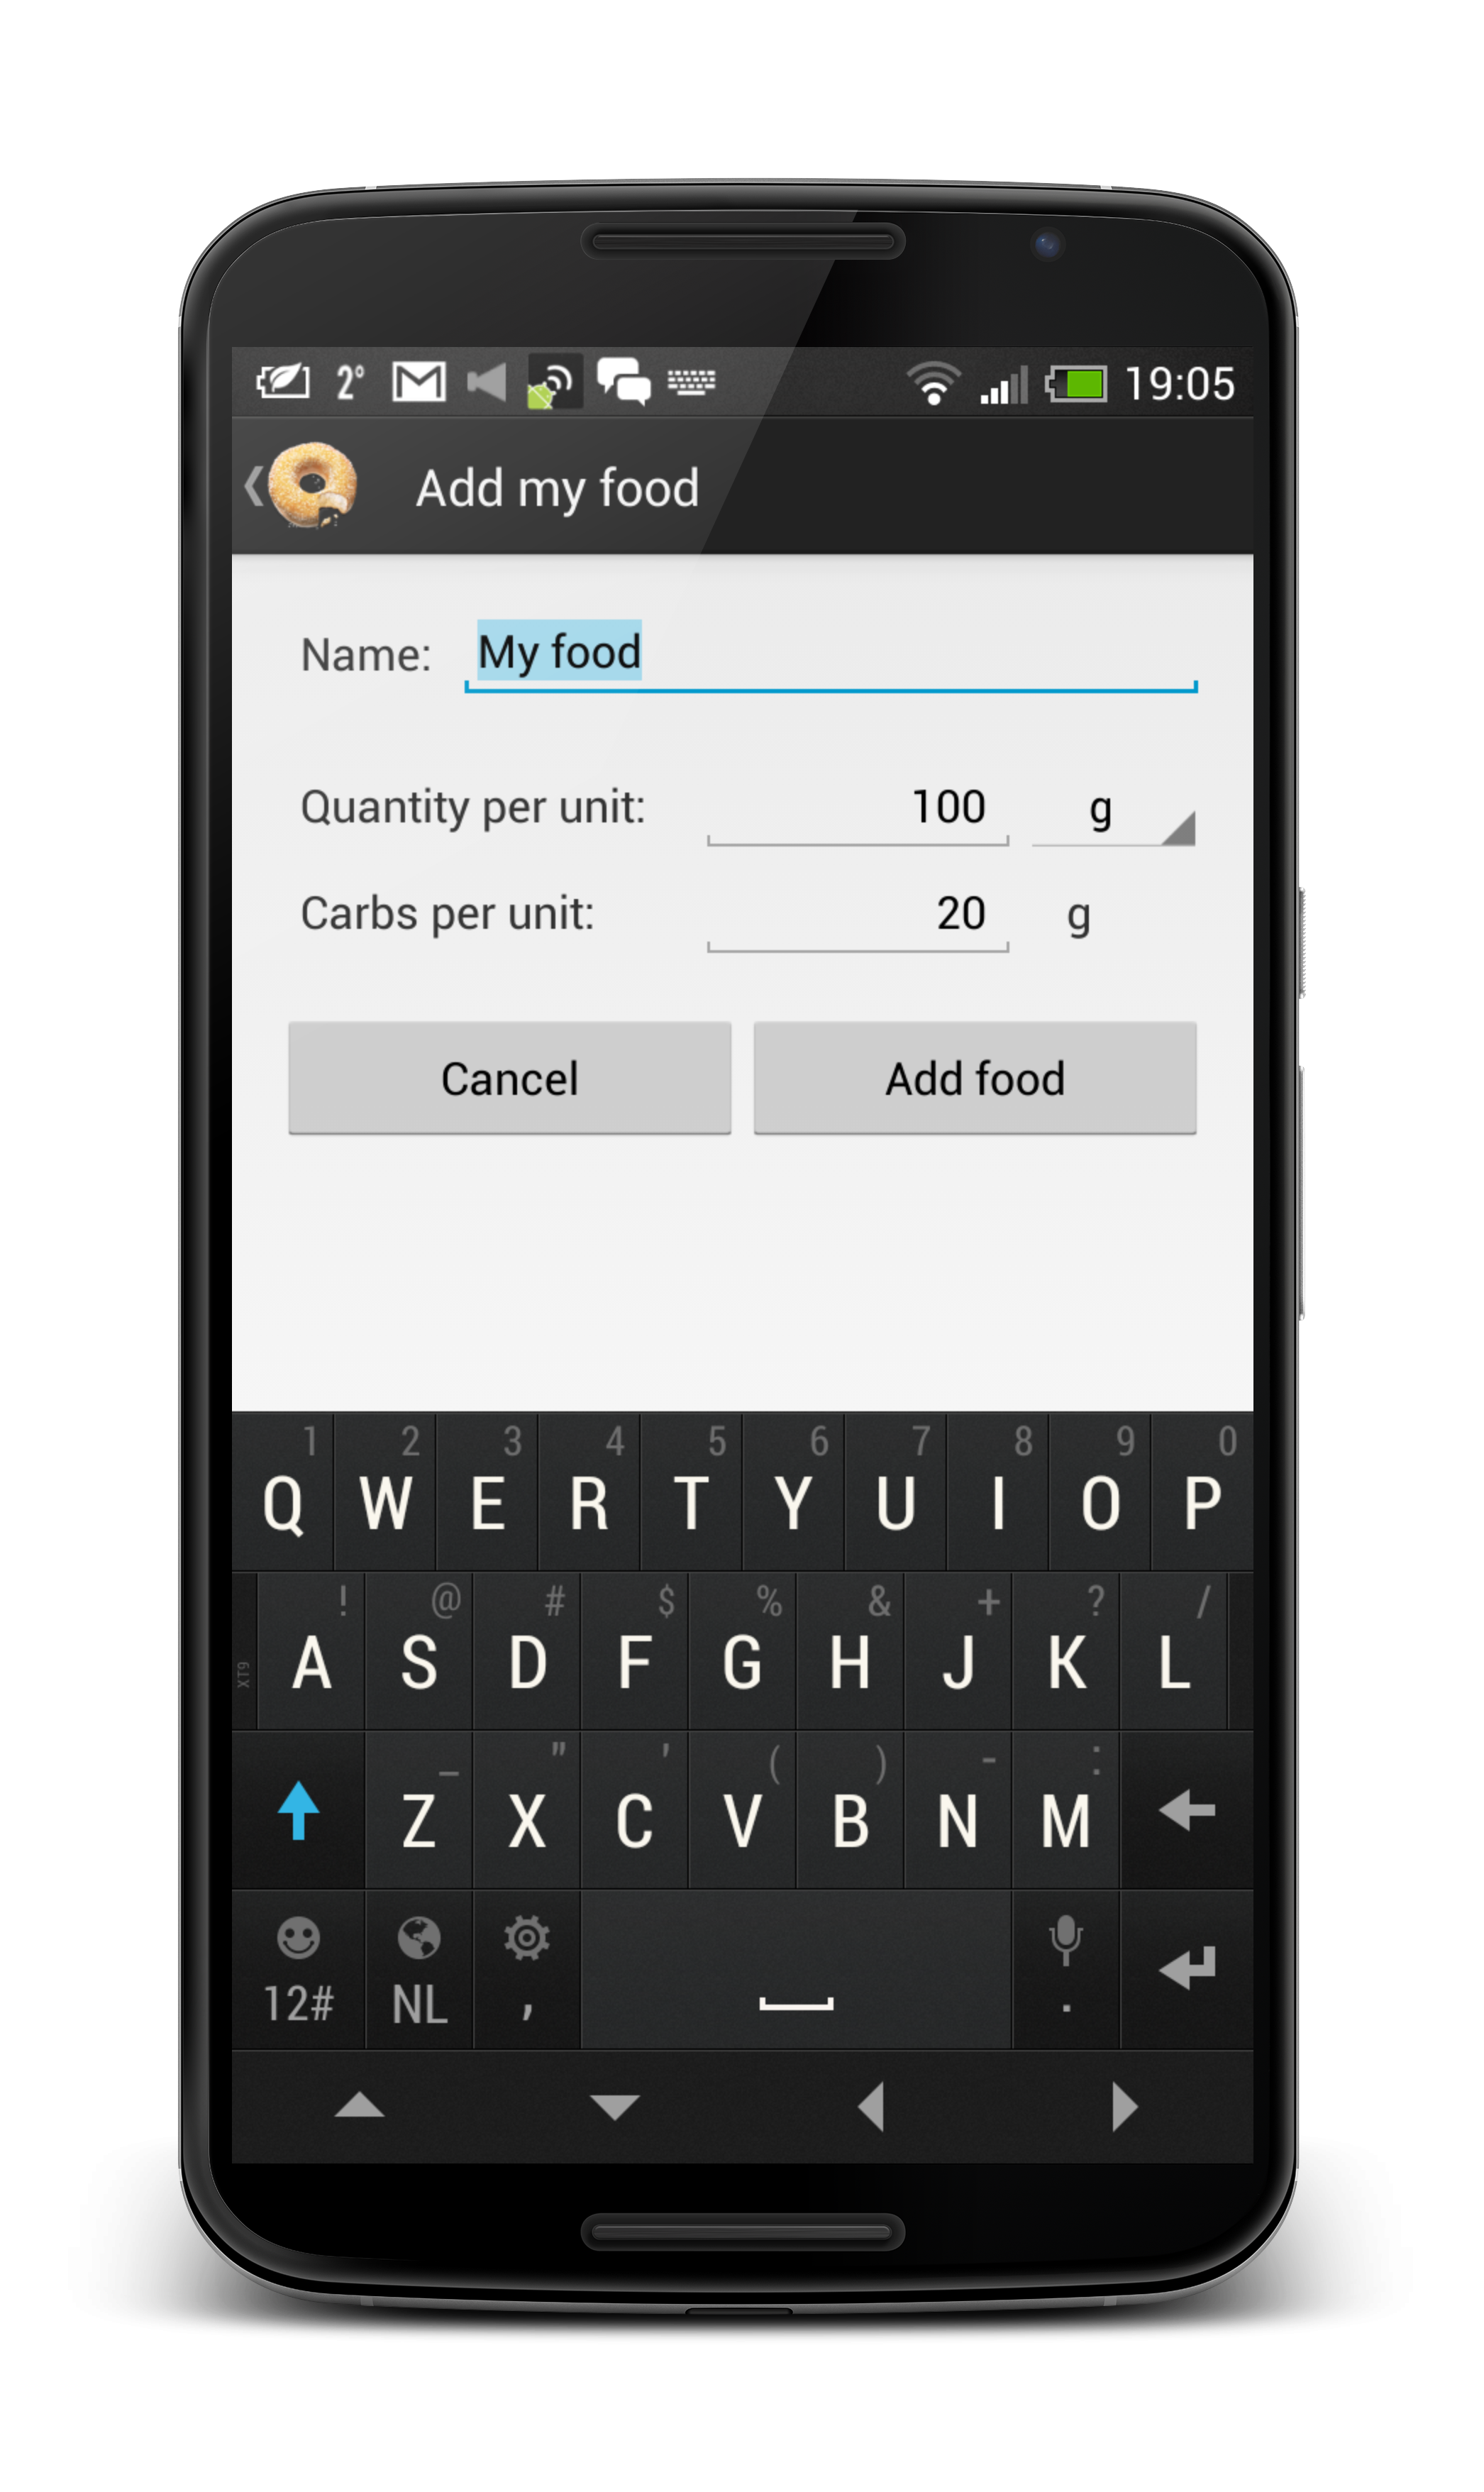 2° 19:05
Add my food
Name: My food
Quantity per unit: 100 g
Carbs per unit: 20 g
Cancel Add food
1 2 3 4 5 6 7 8 9 0
Q W E R T Y U I O P
! @ # $ % & + ? /
XT9 A S D F G H J K L
_ " ' ( ) - :
Z X C V B N M
12# NL , .